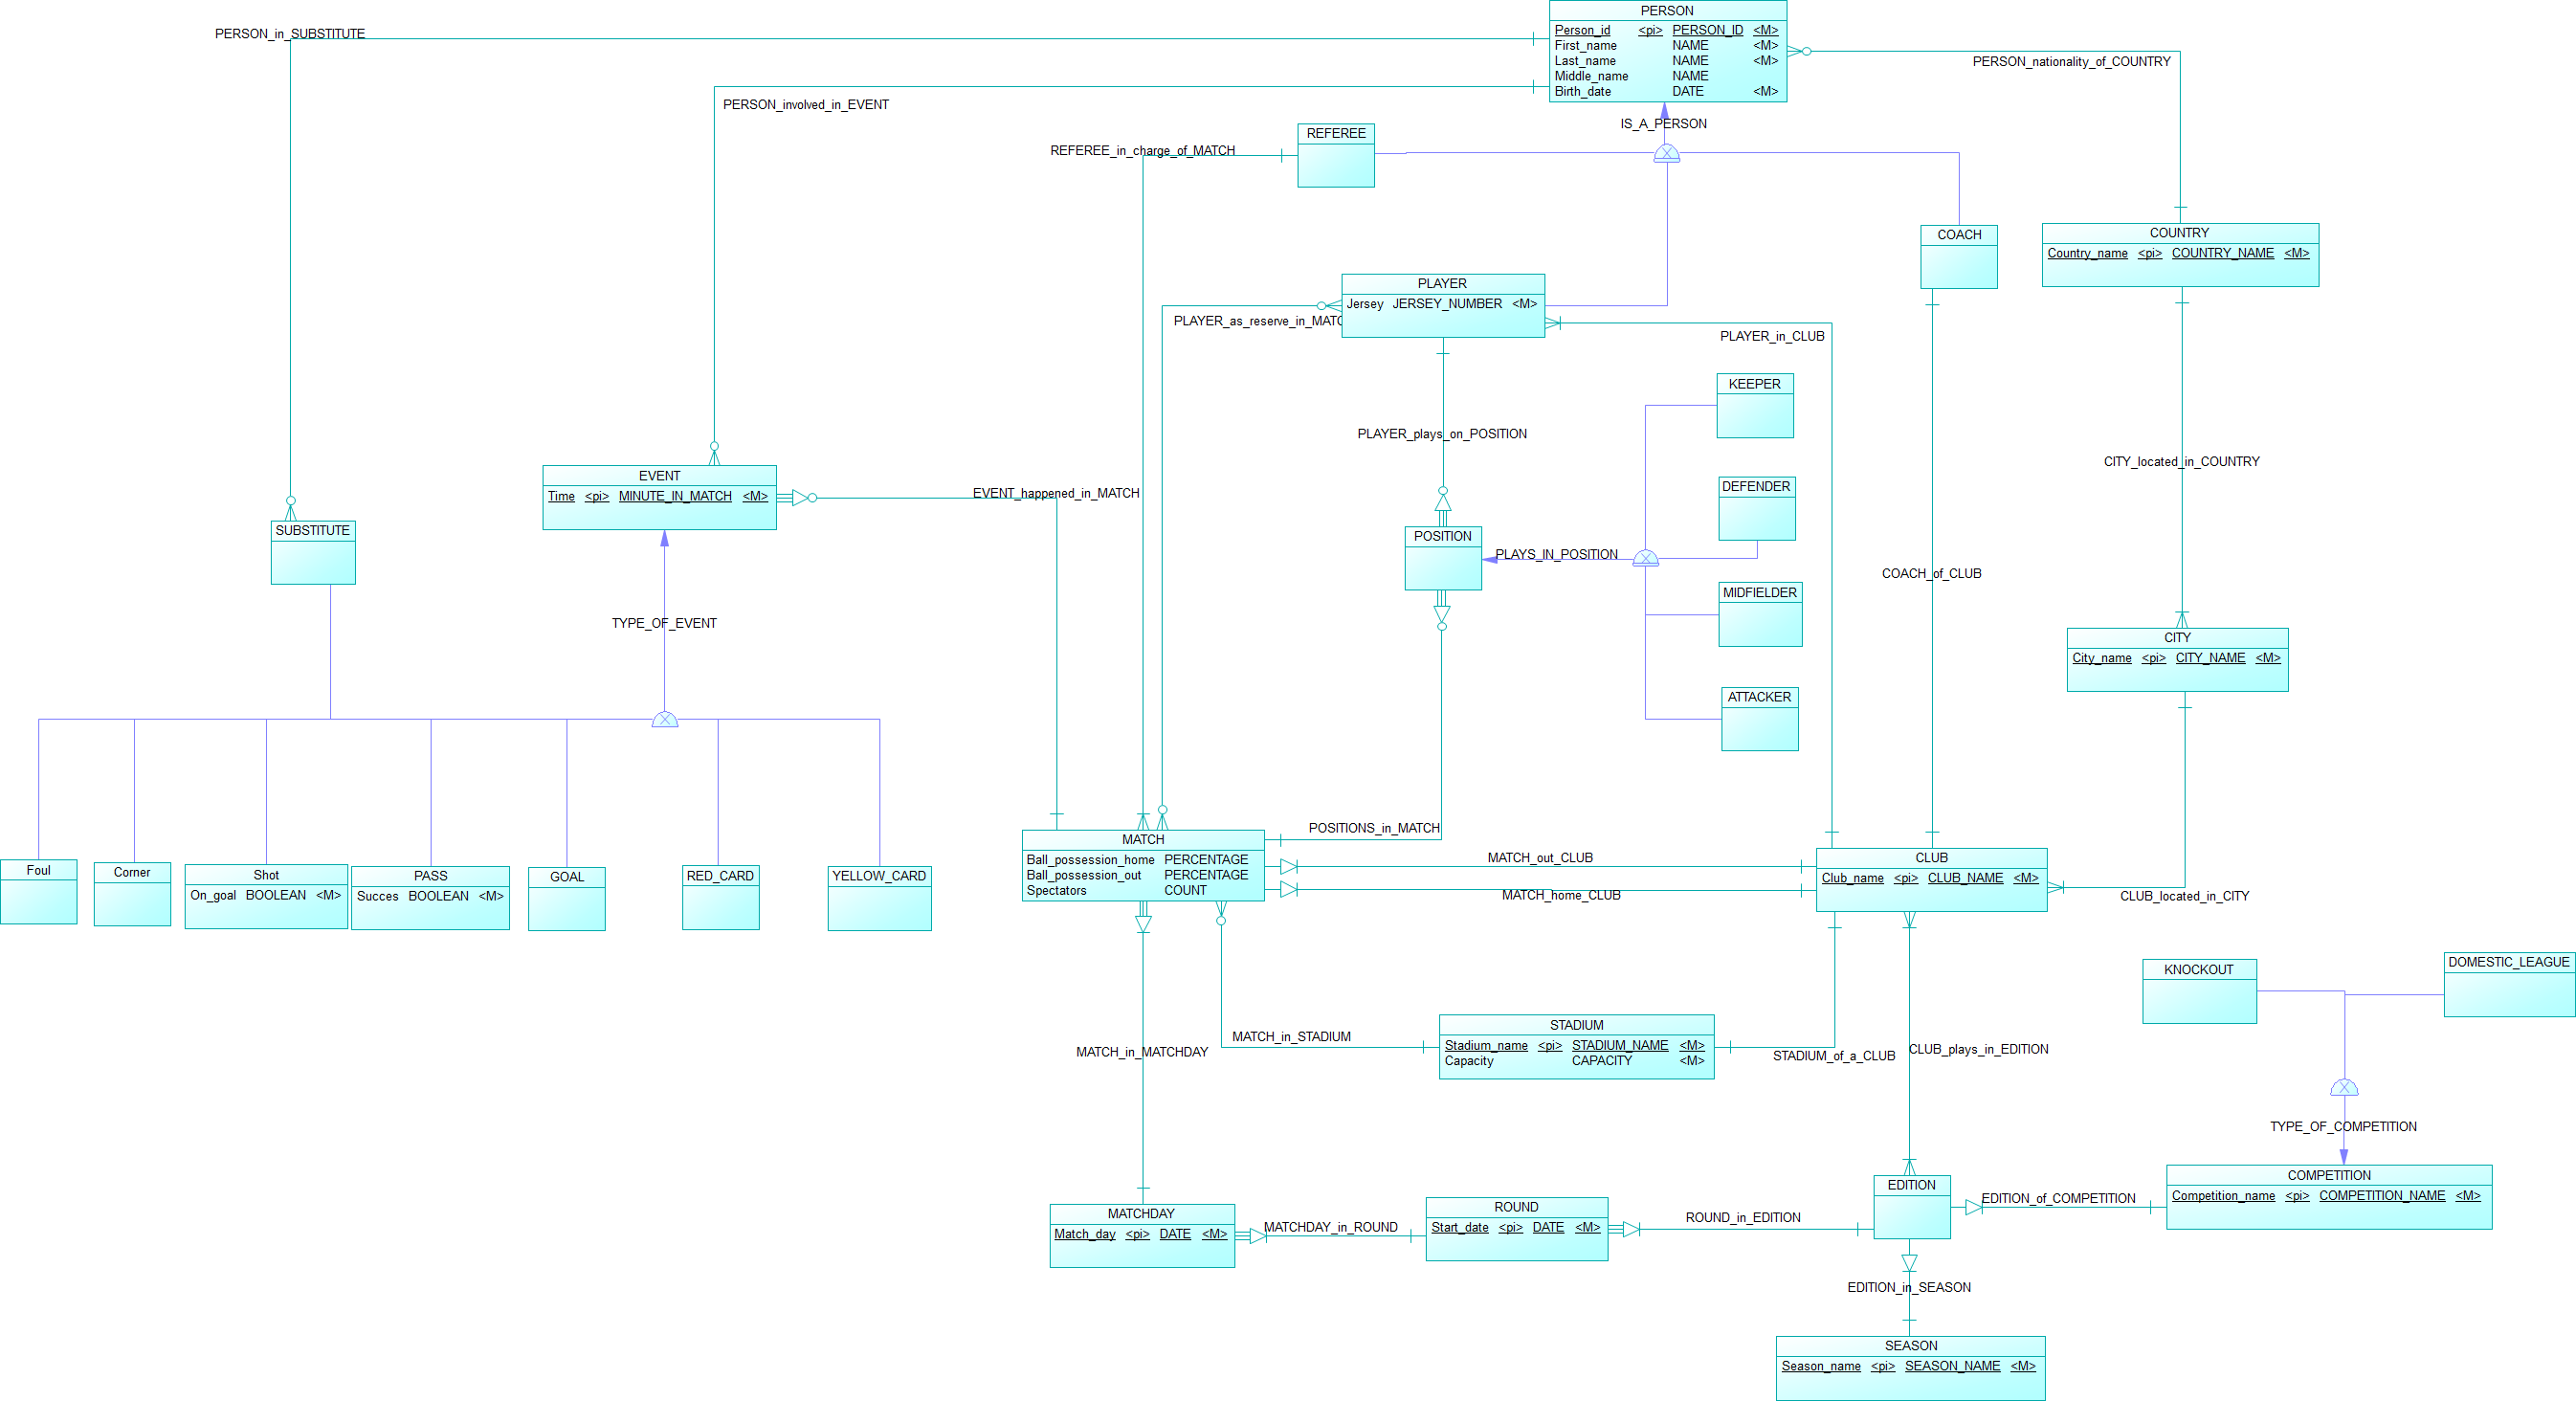 PERSON
Person_id <pi> PERSON_ID <M>
First_name NAME <M>
Last_name NAME <M>
Middle_name NAME
Birth_date DATE <M>
PERSON_in_SUBSTITUTE
PERSON_nationality_of_COUNTRY
PERSON_involved_in_EVENT
IS_A_PERSON
REFEREE
REFEREE_in_charge_of_MATCH
COACH
COUNTRY
Country_name <pi> COUNTRY_NAME <M>
PLAYER
Jersey JERSEY_NUMBER <M>
PLAYER_as_reserve_in_MATC
PLAYER_in_CLUB
KEEPER
PLAYER_plays_on_POSITION
CITY_located_in_COUNTRY
EVENT
Time <pi> MINUTE_IN_MATCH <M>
EVENT_happened_in_MATCH
DEFENDER
SUBSTITUTE
POSITION
PLAYS_IN_POSITION
COACH_of_CLUB
MIDFIELDER
TYPE_OF_EVENT
CITY
City_name <pi> CITY_NAME <M>
ATTACKER
X
X
X
POSITIONS_in_MATCH
MATCH
Ball_possession_home PERCENTAGE
Ball_possession_out PERCENTAGE
Spectators COUNT
MATCH_out_CLUB
MATCH_home_CLUB
CLUB
Club_name <pi> CLUB_NAME <M>
CLUB_located_in_CITY
Foul
Corner
Shot
On_goal BOOLEAN <M>
PASS
Succes BOOLEAN <M>
GOAL
RED_CARD
YELLOW_CARD
KNOCKOUT
DOMESTIC_LEAGUE
STADIUM
Stadium_name <pi> STADIUM_NAME <M>
Capacity CAPACITY <M>
MATCH_in_STADIUM
MATCH_in_MATCHDAY
STADIUM_of_a_CLUB
CLUB_plays_in_EDITION
X
TYPE_OF_COMPETITION
COMPETITION
Competition_name <pi> COMPETITION_NAME <M>
EDITION
EDITION_of_COMPETITION
MATCHDAY
Match_day <pi> DATE <M>
MATCHDAY_in_ROUND
ROUND
Start_date <pi> DATE <M>
ROUND_in_EDITION
EDITION_in_SEASON
SEASON
Season_name <pi> SEASON_NAME <M>